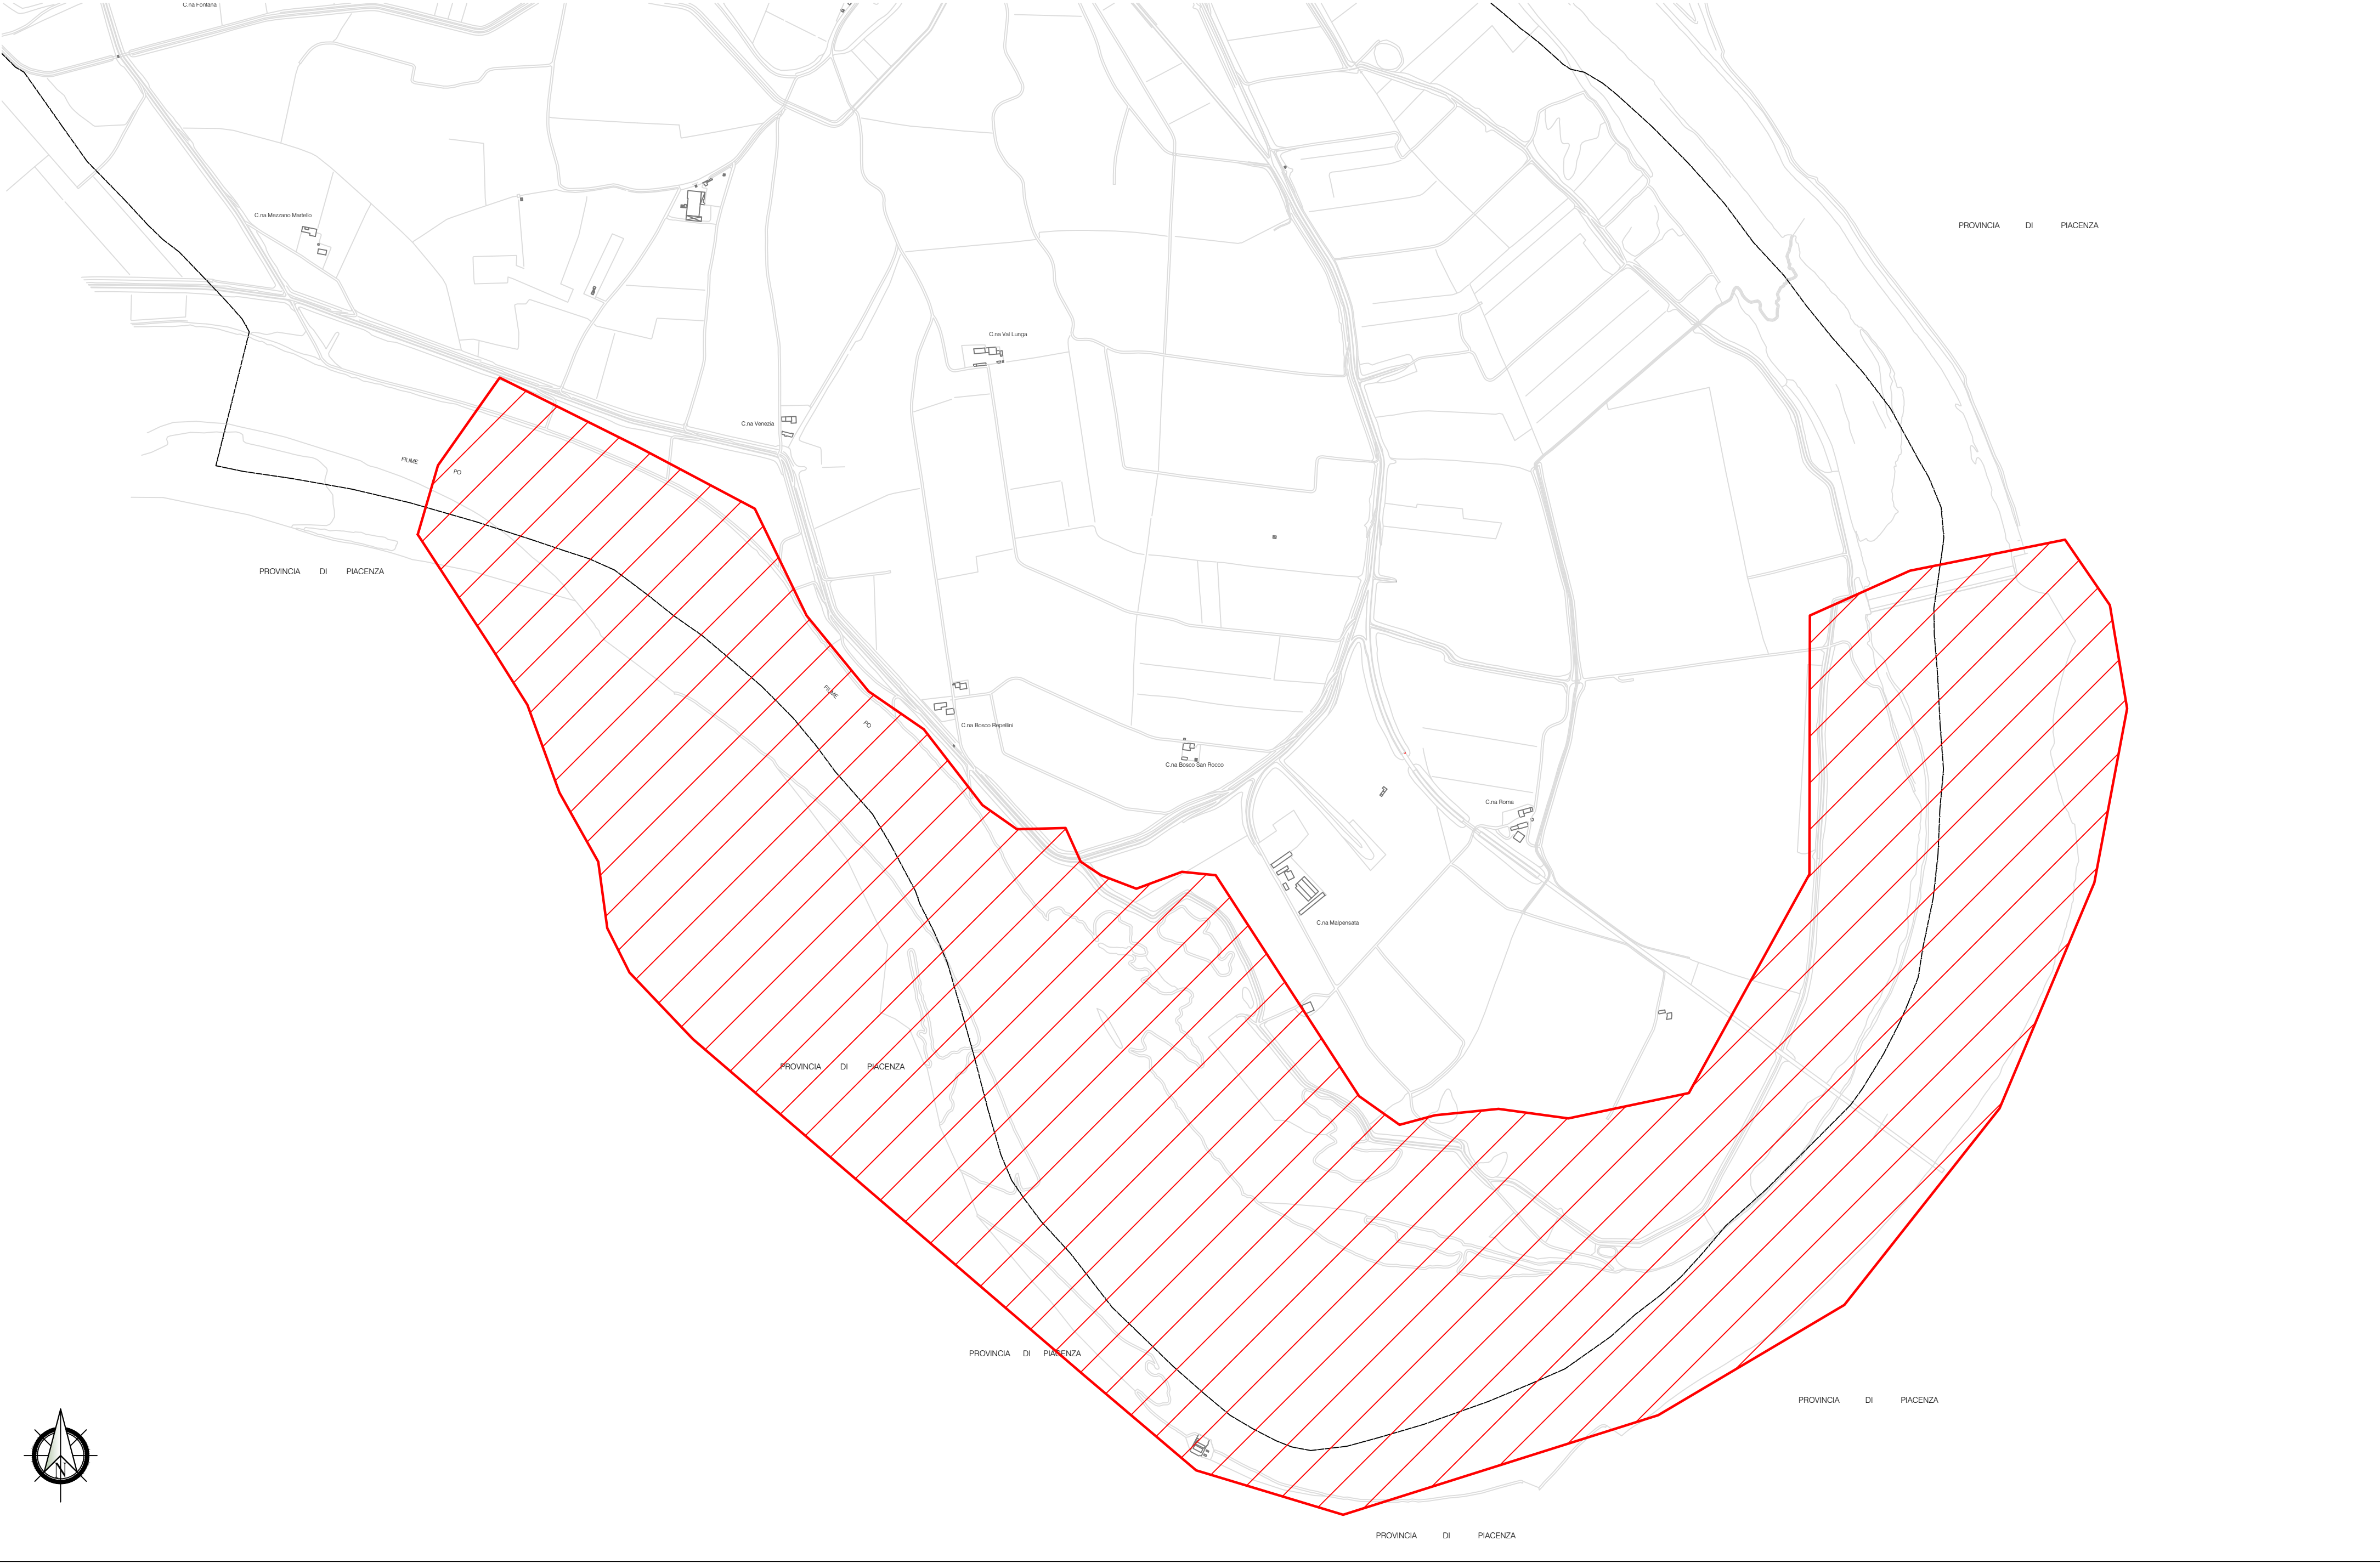 C.na Fontana
C.na Mezzano Martello
PROVINCIA DI PIACENZA
C.na Val Lunga
C.na Venezia
FIUME PO
PROVINCIA DI PIACENZA
FIUME
PO
C.na Bosco Repellini
C.na Bosco San Rocco
C.na Roma
C.na Malpensata
PROVINCIA DI PIACENZA
PROVINCIA DI PIACENZA
PROVINCIA DI PIACENZA
N
PROVINCIA DI PIACENZA